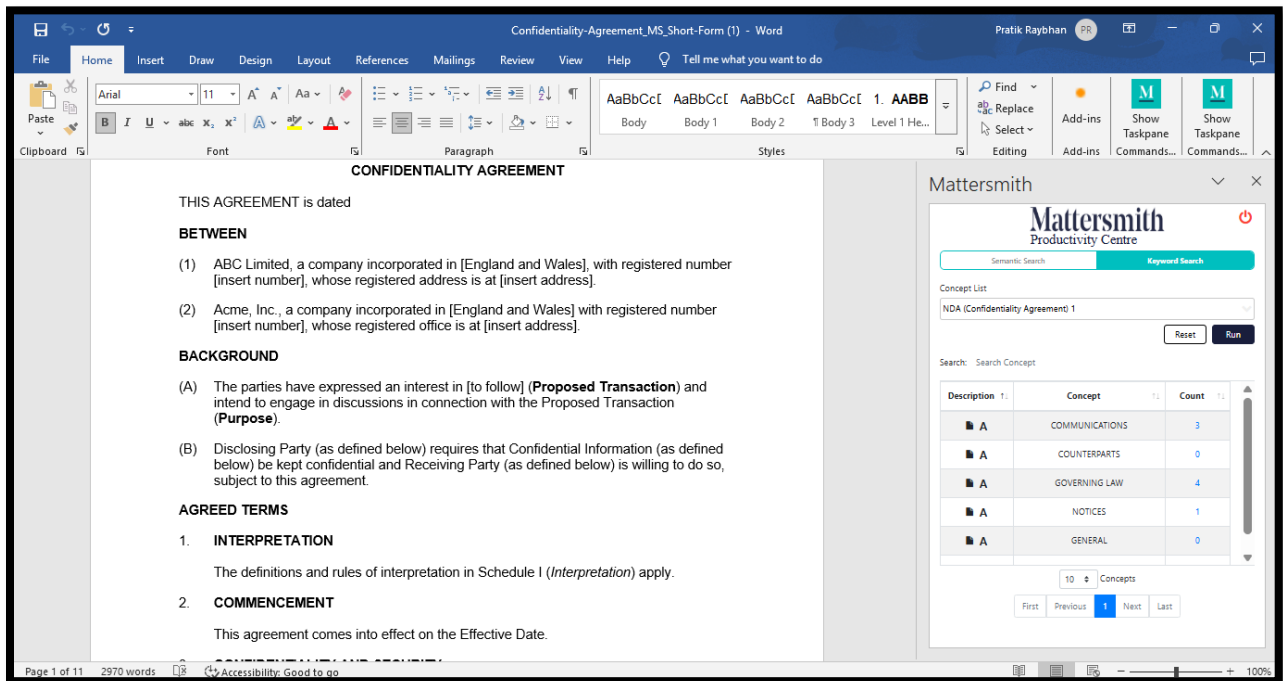 Confidentiality-Agreement_MS_Short-Form (1) - Word
Pratik Raybhan
PR
File Home Insert Draw Design Layout References Mailings Review View Help Tell me what you want to do
Paste
Clipboard
Arial
11
Aa
B I U abc X₂ X² A ab A
Font
Paragraph
AaBbCcI AaBbCcI AaBbCcI AaBbCcI 1. AABB
Body Body 1 Body 2 ¶ Body 3 Level 1 He...
Styles
Find
Replace
Select
Editing
Add-ins
Add-ins
M
Show
Taskpane
Commands...
M
Show
Taskpane
Commands...
CONFIDENTIALITY AGREEMENT
THIS AGREEMENT is dated
BETWEEN
(1) ABC Limited, a company incorporated in [England and Wales], with registered number
[insert number], whose registered address is at [insert address].
(2) Acme, Inc., a company incorporated in [England and Wales] with registered number
[insert number], whose registered office is at [insert address].
BACKGROUND
(A) The parties have expressed an interest in [to follow] (Proposed Transaction) and
intend to engage in discussions in connection with the Proposed Transaction
(Purpose).
(B) Disclosing Party (as defined below) requires that Confidential Information (as defined
below) be kept confidential and Receiving Party (as defined below) is willing to do so,
subject to this agreement.
AGREED TERMS
1. INTERPRETATION
The definitions and rules of interpretation in Schedule I (Interpretation) apply.
2. COMMENCEMENT
This agreement comes into effect on the Effective Date.
Mattersmith
Mattersmith
Productivity Centre
Semantic Search Keyword Search
Concept List
NDA (Confidentiality Agreement) 1
Reset Run
Search: Search Concept
Description Concept Count
A COMMUNICATIONS 3
A COUNTERPARTS 0
A GOVERNING LAW 4
A NOTICES 1
A GENERAL 0
10 Concepts
First Previous 1 Next Last
Page 1 of 11 2970 words Accessibility: Good to go
100%